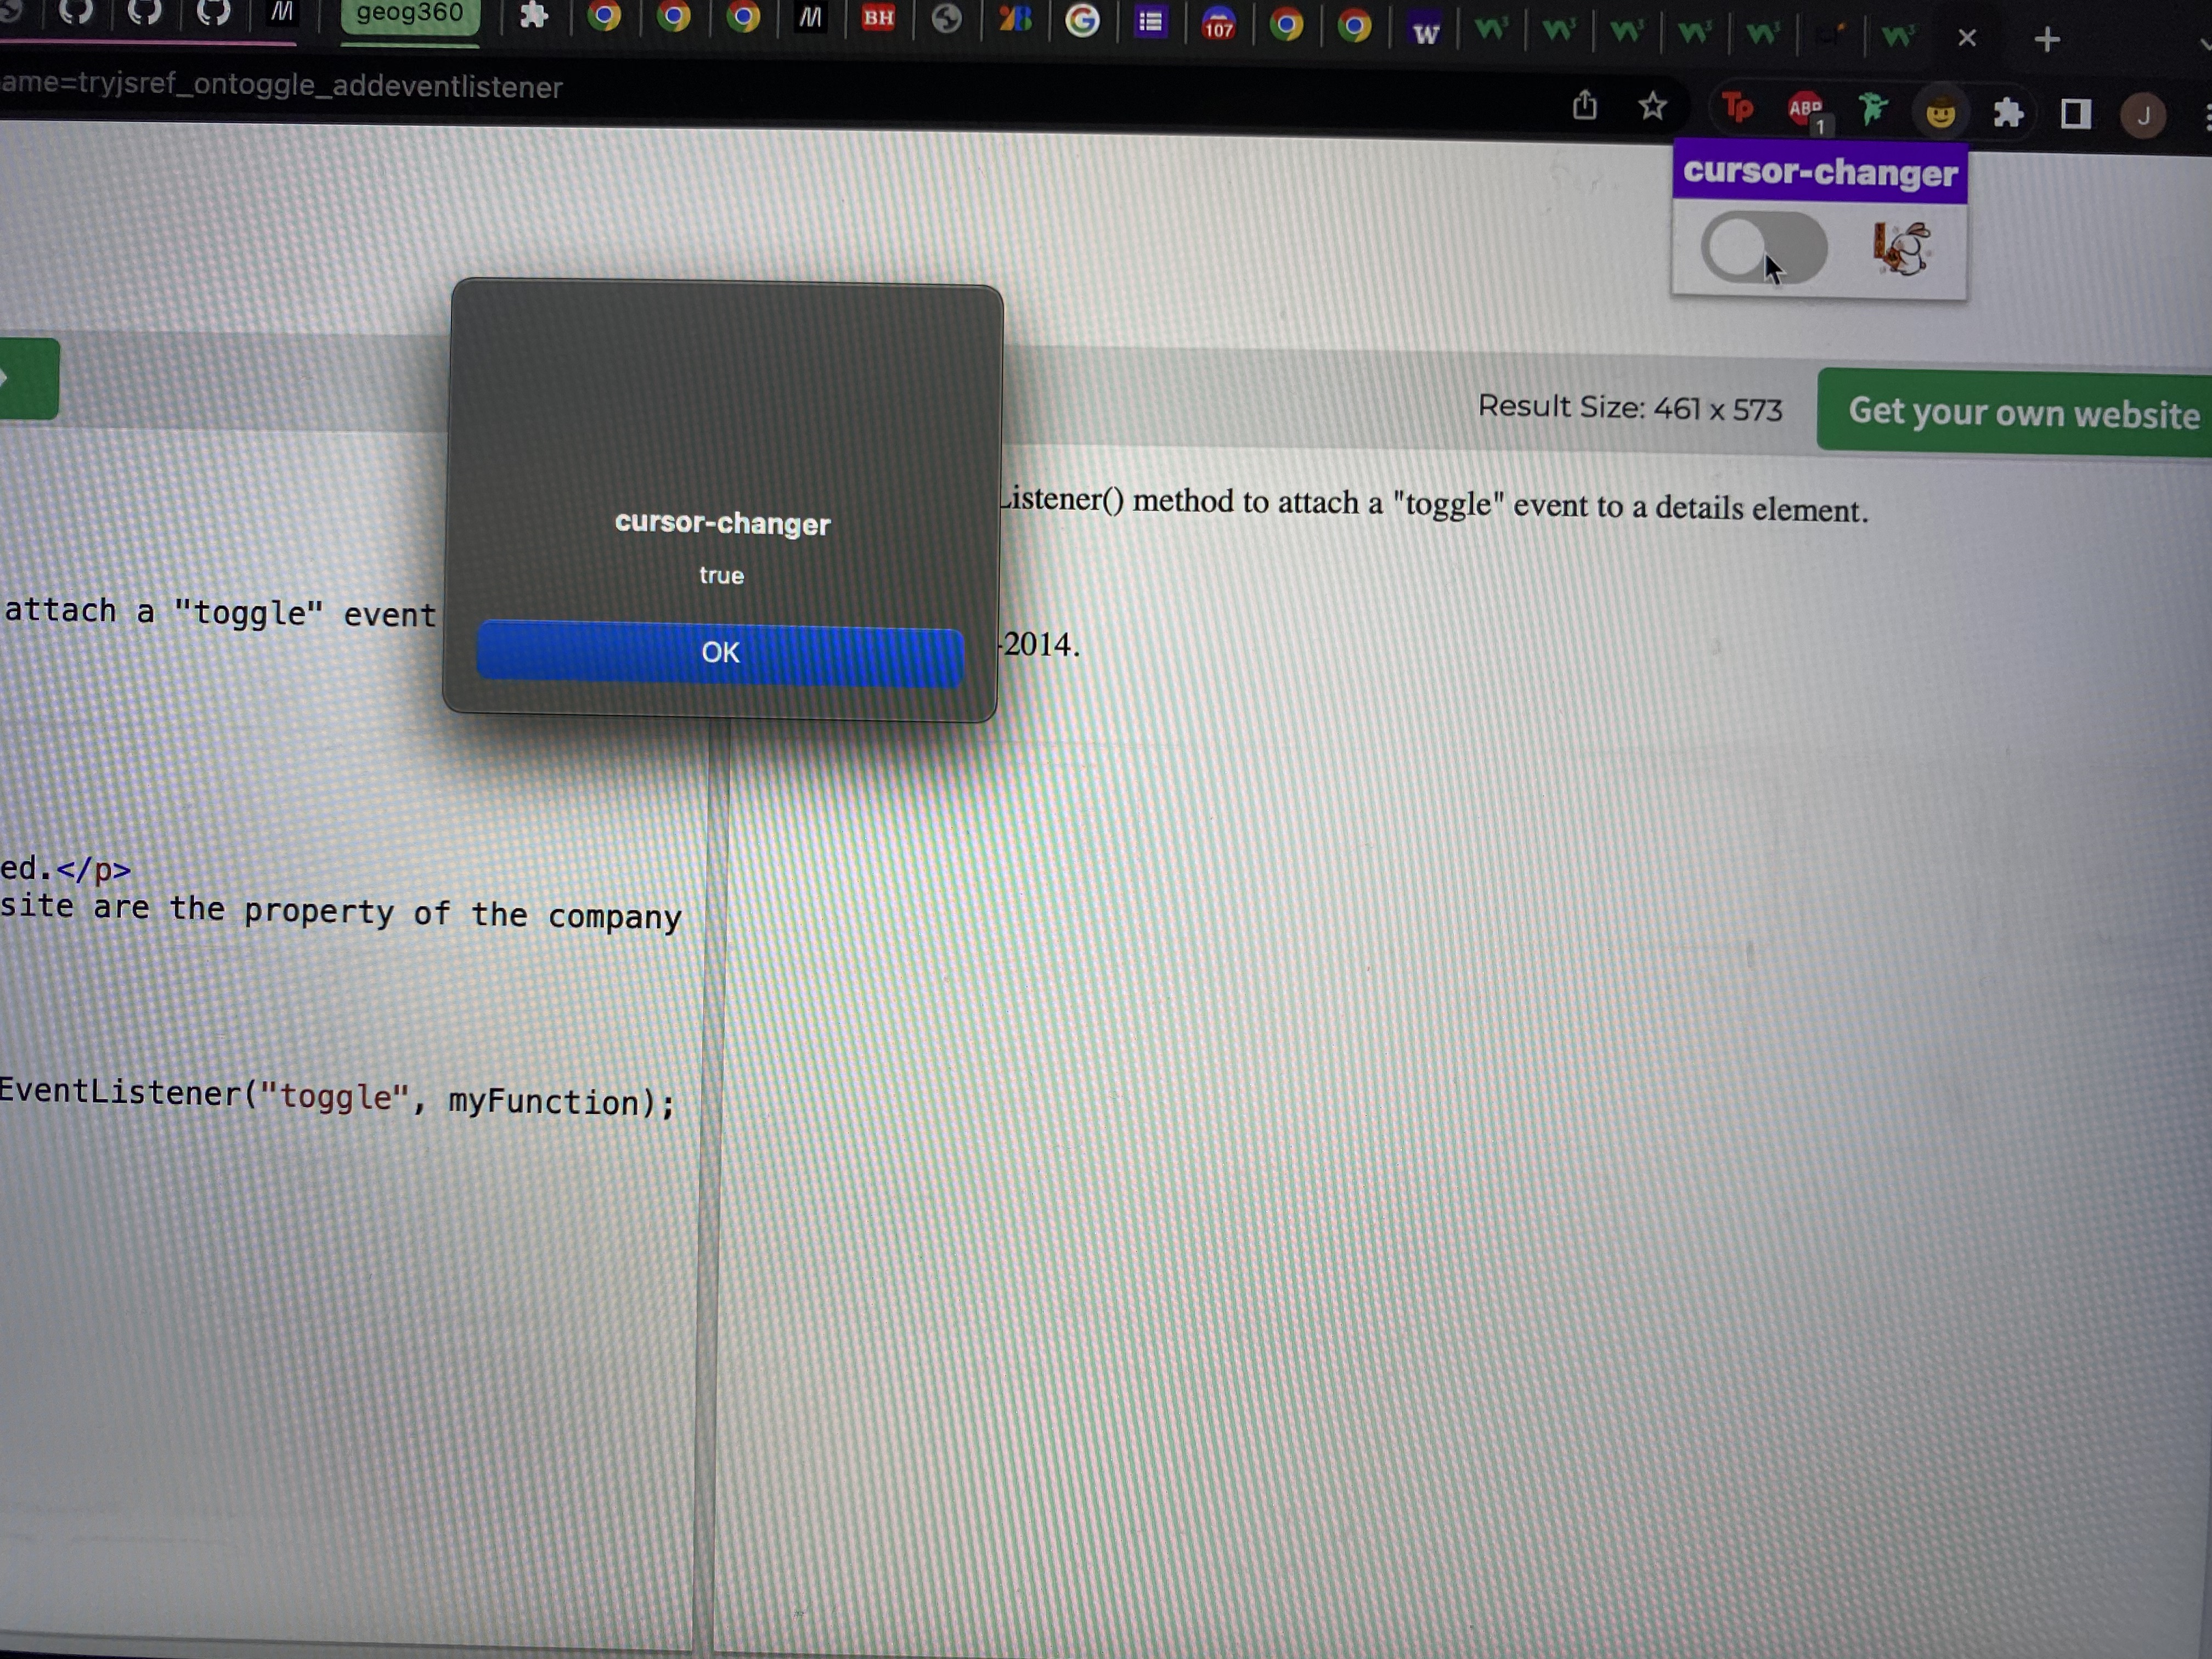 geog360
BH
107
ame=tryjsref_ontoggle_addeventlistener
Tp
ABP
1
J
cursor-changer
Result Size: 461 x 573
Get your own website
Listener() method to attach a "toggle" event to a details element.
cursor-changer
true
OK
attach a "toggle" event
-2014.
ed.</p>
site are the property of the company
EventListener("toggle", myFunction);